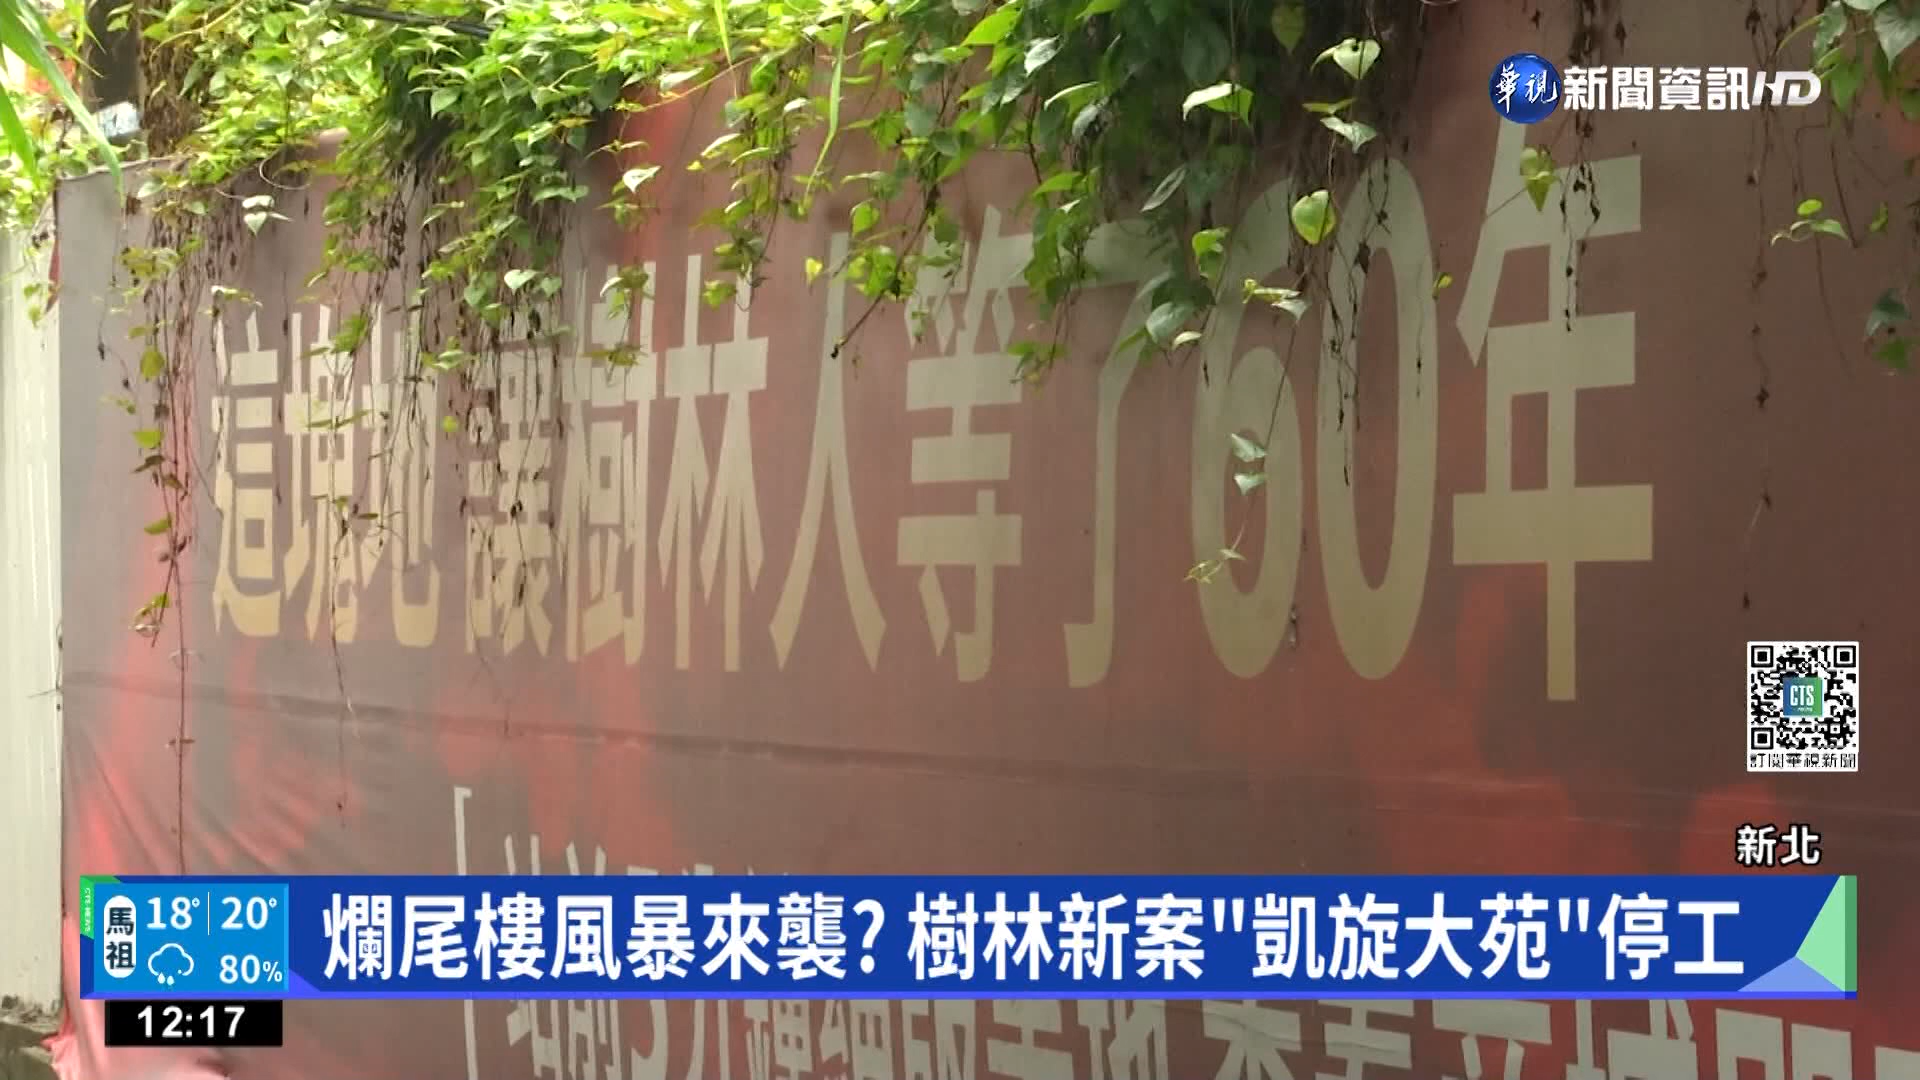 華視 新聞資訊HD
這塊地 讓樹林人等了60年
CTS
訂閱華視新聞
新北
馬祖 18° 20° 80%
爛尾樓風暴來襲? 樹林新案"凱旋大苑"停工
12:17